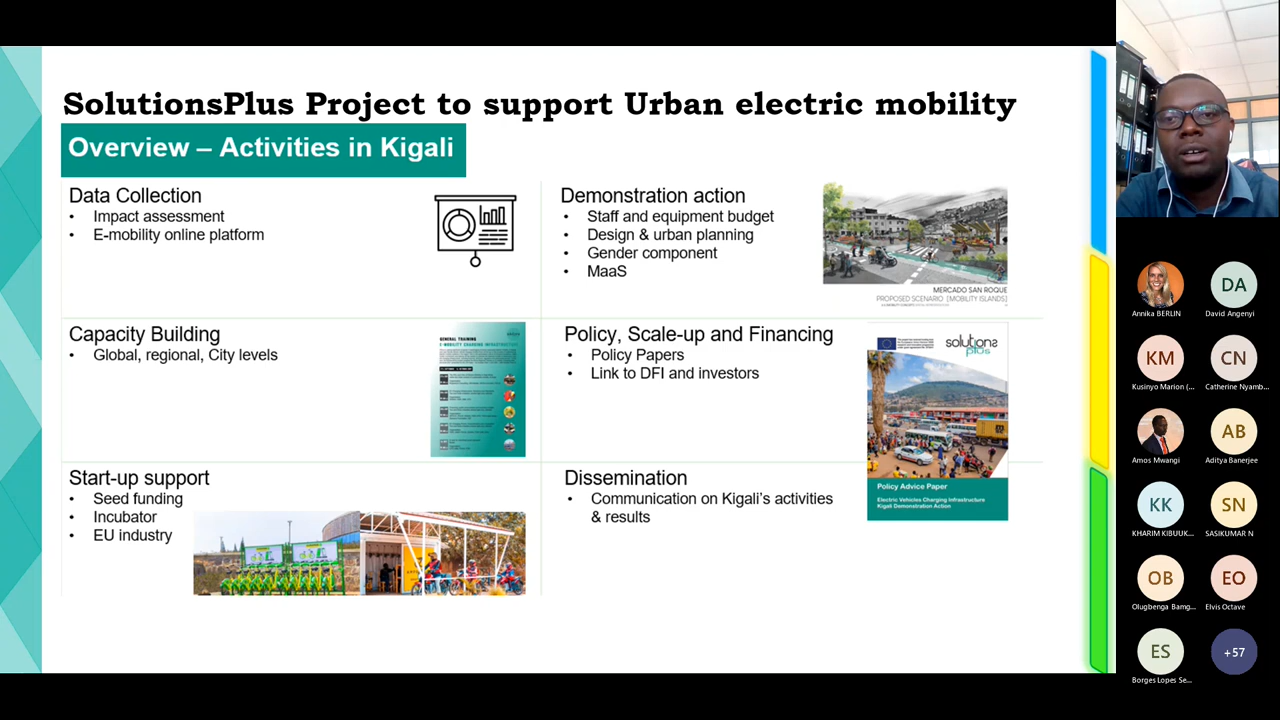 SolutionsPlus Project to support Urban electric mobility
Overview – Activities in Kigali
Data Collection
• Impact assessment
• E-mobility online platform
Demonstration action
• Staff and equipment budget
• Design & urban planning
• Gender component
• MaaS
MERCADO SAN ROQUE
PROPOSED SCENARIO [MOBILITY ISLANDS]
Capacity Building
• Global, regional, City levels
GENERAL TRAINING
E-MOBILITY CHARGING INFRASTRUCTURE
Policy, Scale-up and Financing
• Policy Papers
• Link to DFI and investors
solutions
plus
Policy Advice Paper
Electric Vehicles Charging Infrastructure
Kigali Demonstration Action
Start-up support
• Seed funding
• Incubator
• EU industry
Dissemination
• Communication on Kigali's activities
& results
Annika BERLIN
DA
David Angenyi
KM
Kusinyo Marion (...
CN
Catherine Nyamb...
Amos Mwangi
AB
Aditya Banerjee
KK
KHARIM KIBUUK...
SN
SASIKUMAR N
OB
Olugbenga Bamg...
EO
Elvis Octave
ES
Borges Lopes Se...
+57